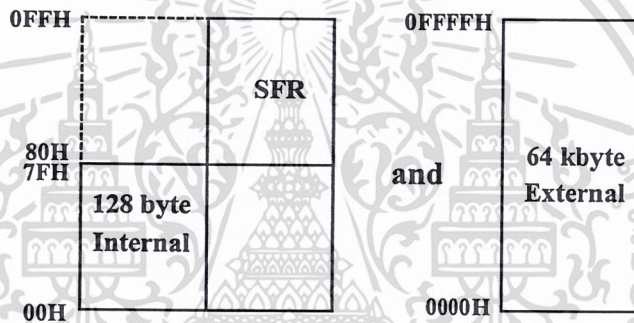 0FFH
SFR
80H
7FH
128 byte
Internal
00H
and
0FFFFH
64 kbyte
External
0000H